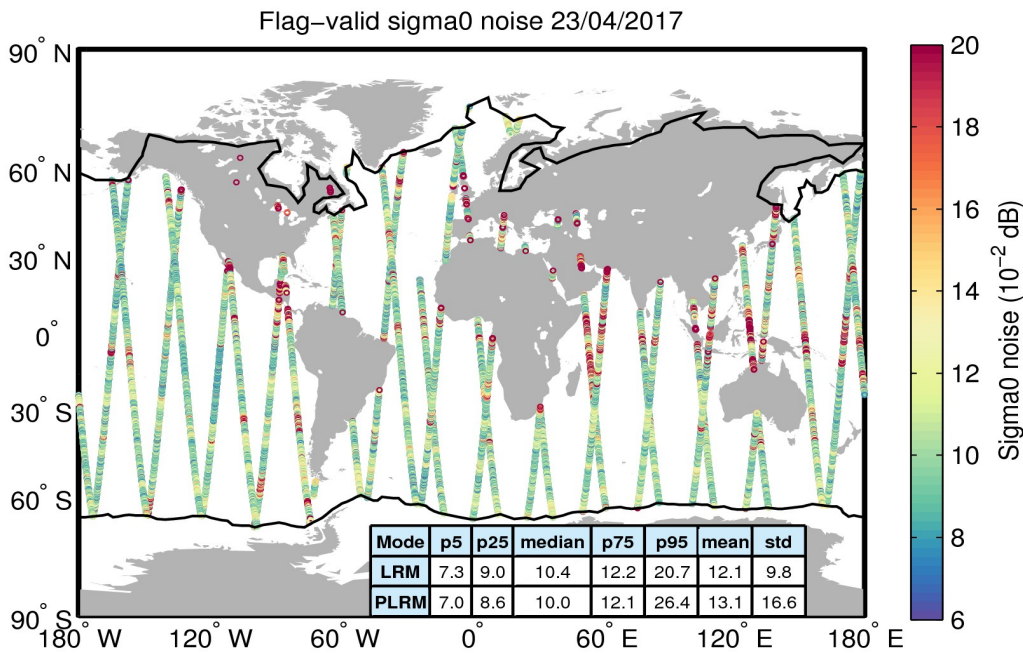 Flag−valid sigma0 noise 23/04/2017
90° N
60° N
30° N
0°
30° S
60° S
90° S
180° W 120° W 60° W 0° 60° E 120° E 180° E
Mode p5 p25 median p75 p95 mean std
LRM 7.3 9.0 10.4 12.2 20.7 12.1 9.8
PLRM 7.0 8.6 10.0 12.1 26.4 13.1 16.6
20
18
16
14
12
10
8
6
Sigma0 noise (10⁻² dB)